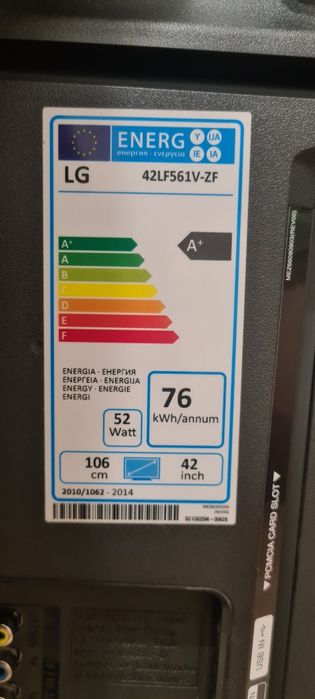 ENERG Y IJA
енергия · ενεργεια IE IA
LG 42LF561V-ZF
A⁺ A⁺
A
B
C
D
E
F
ENERGIA · ЕНЕРГИЯ
ΕΝΕΡΓΕΙΑ · ENERGIJA
ENERGY · ENERGIE
ENERGI
76
kWh/annum
52
Watt
106
cm
42
inch
2010/1062 - 2014
PCMCIA CARD SLOT
USB IN